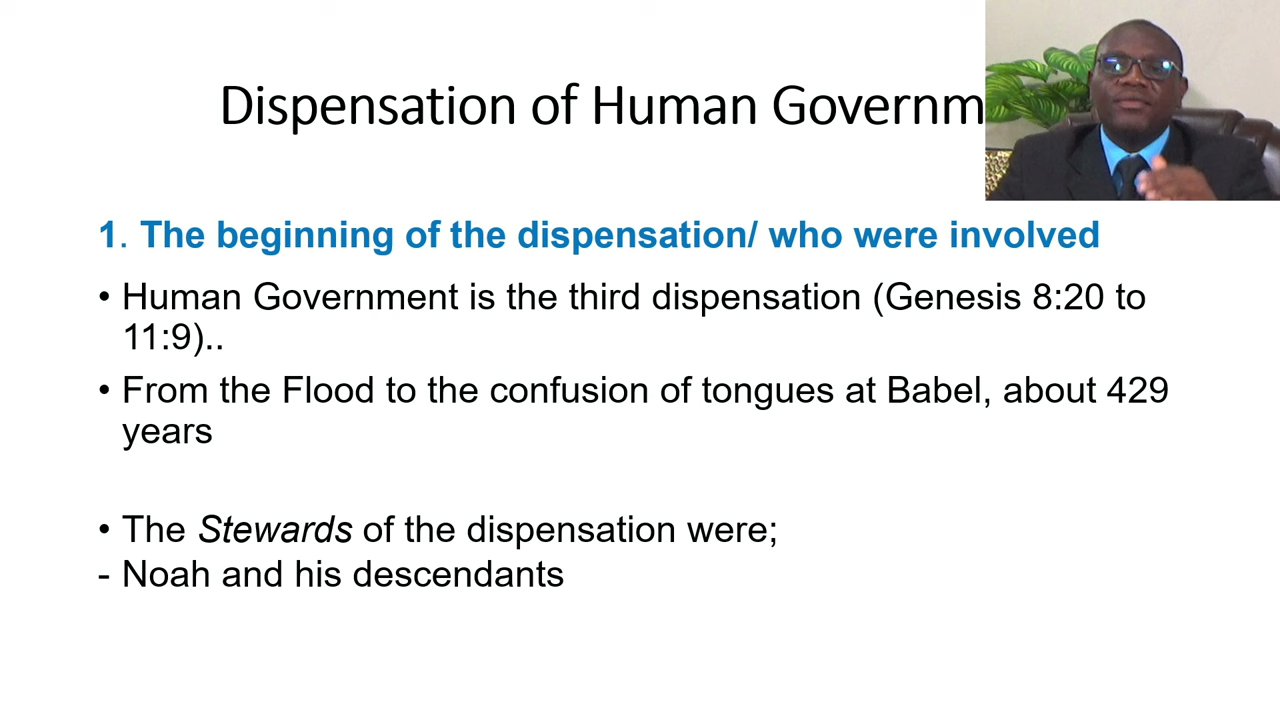 Dispensation of Human Governm
1. The beginning of the dispensation/ who were involved
• Human Government is the third dispensation (Genesis 8:20 to
11:9)..
• From the Flood to the confusion of tongues at Babel, about 429
years
• The Stewards of the dispensation were;
- Noah and his descendants